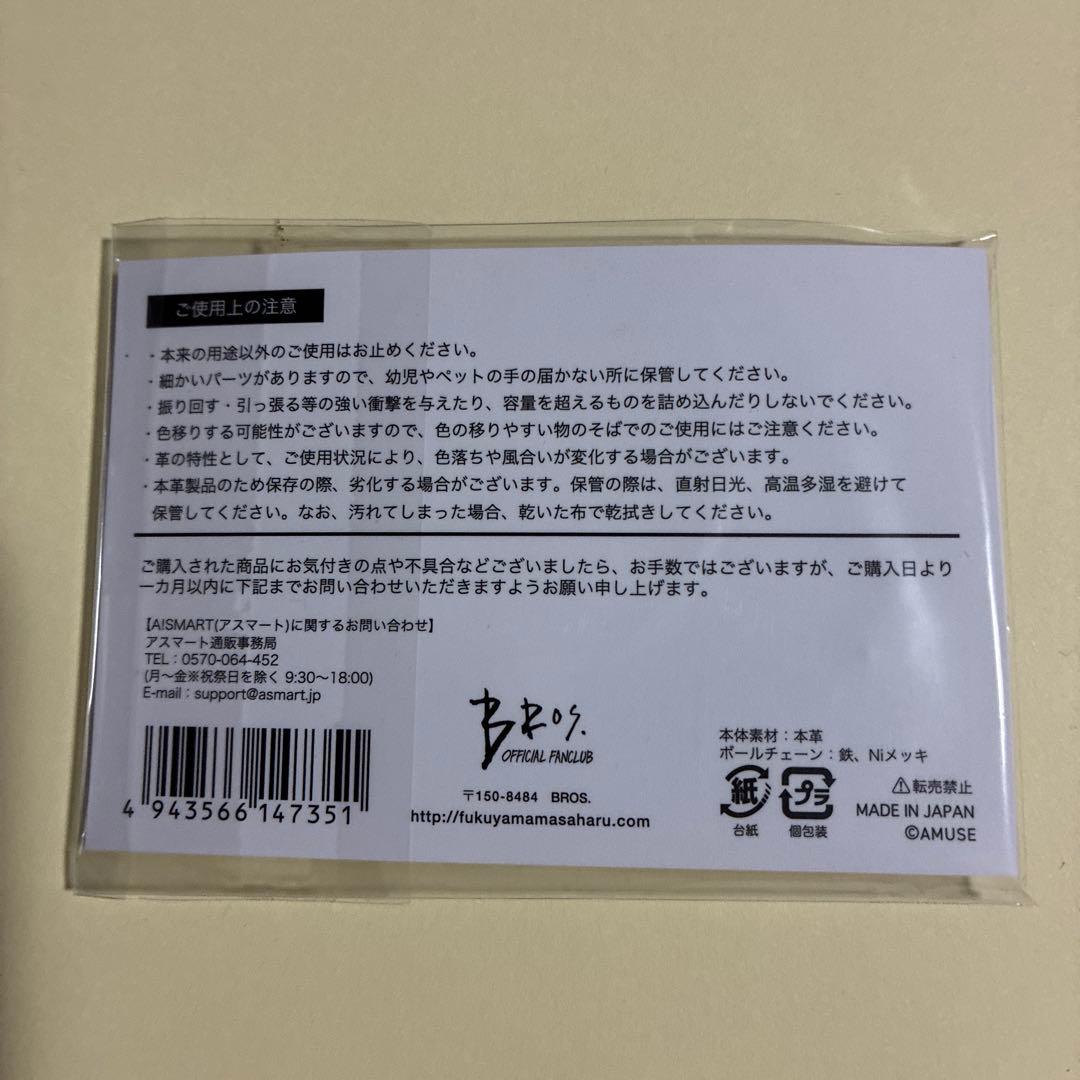 ご使用上の注意
・本来の用途以外のご使用はお止めください。
・細かいパーツがありますので、幼児やペットの手の届かない所に保管してください。
・振り回す・引っ張る等の強い衝撃を与えたり、容量を超えるものを詰め込んだりしないでください。
・色移りする可能性がございますので、色の移りやすい物のそばでのご使用にはご注意ください。
・革の特性として、ご使用状況により、色落ちや風合いが変化する場合がございます。
・本革製品のため保存の際、劣化する場合がございます。保管の際は、直射日光、高温多湿を避けて
保管してください。なお、汚れてしまった場合、乾いた布で乾拭きしてください。
ご購入された商品にお気付きの点や不具合などございましたら、お手数ではございますが、ご購入日より
一カ月以内に下記までお問い合わせいただきますようお願い申し上げます。
【A!SMART(アスマート)に関するお問い合わせ】
アスマート通販事務局
TEL：0570-064-452
(月〜金※祝祭日を除く 9:30〜18:00)
E-mail：support@asmart.jp
4 943566 147351
BROS.
OFFICIAL FANCLUB
〒150-8484 BROS.
http://fukuyamamasaharu.com
本体素材：本革
ボールチェーン：鉄、Niメッキ
紙 プラ
台紙 個包装
⚠転売禁止
MADE IN JAPAN
©AMUSE